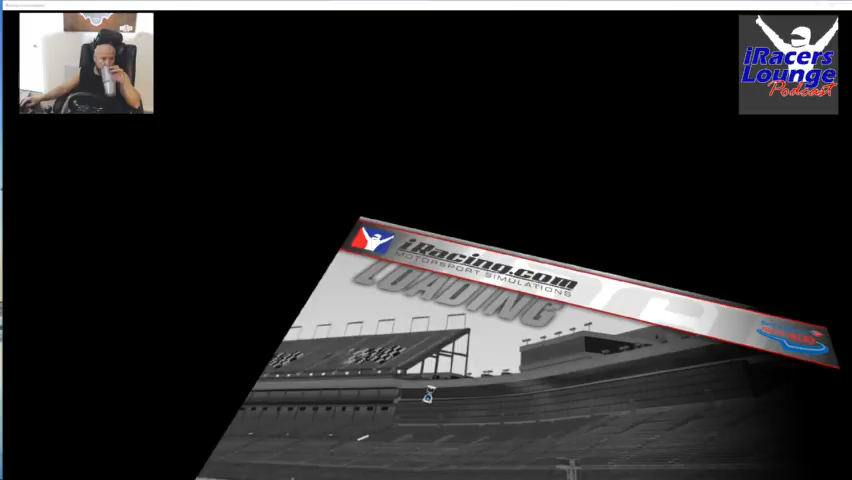 iRacers
Lounge
Podcast
iRacing.com
MOTORSPORT SIMULATIONS
LOADING